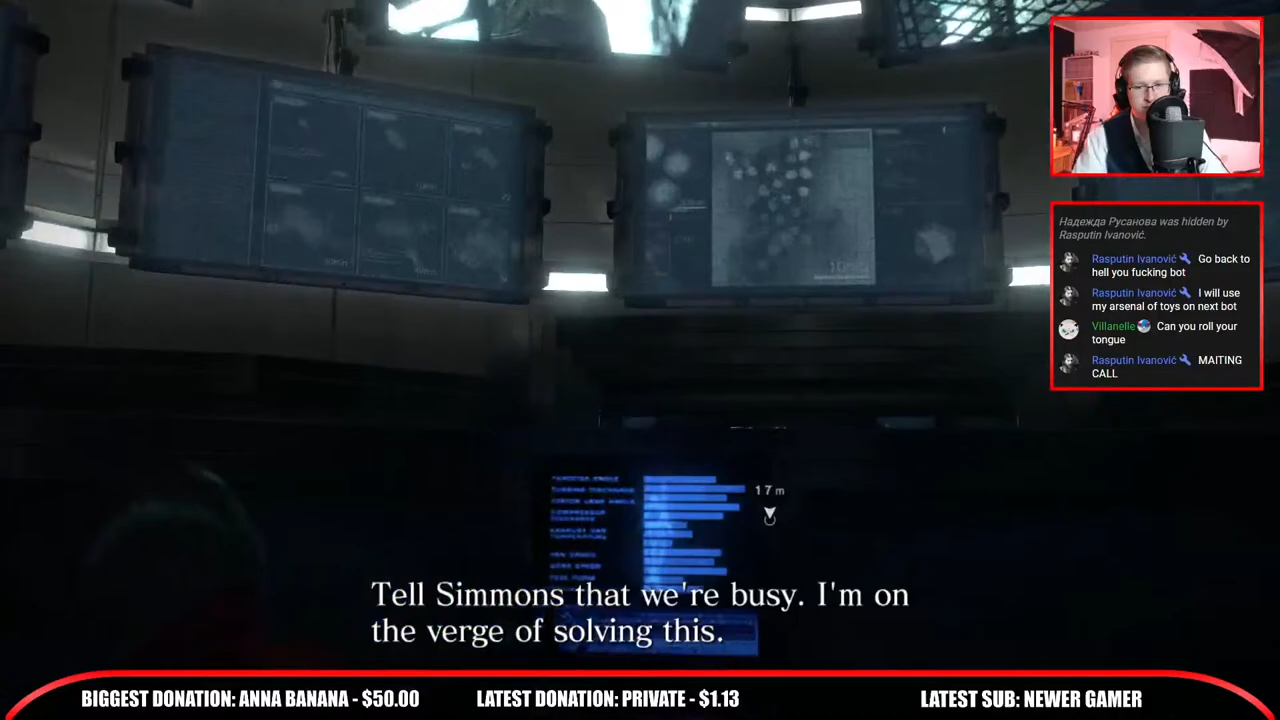 Надежда Русанова was hidden by
Rasputin Ivanović.
Rasputin Ivanović Go back to
hell you fucking bot
Rasputin Ivanović I will use
my arsenal of toys on next bot
Villanelle Can you roll your
tongue
Rasputin Ivanović MAITING
CALL
17m
Tell Simmons that we're busy. I'm on
the verge of solving this.
BIGGEST DONATION: ANNA BANANA - $50.00 LATEST DONATION: PRIVATE - $1.13 LATEST SUB: NEWER GAMER